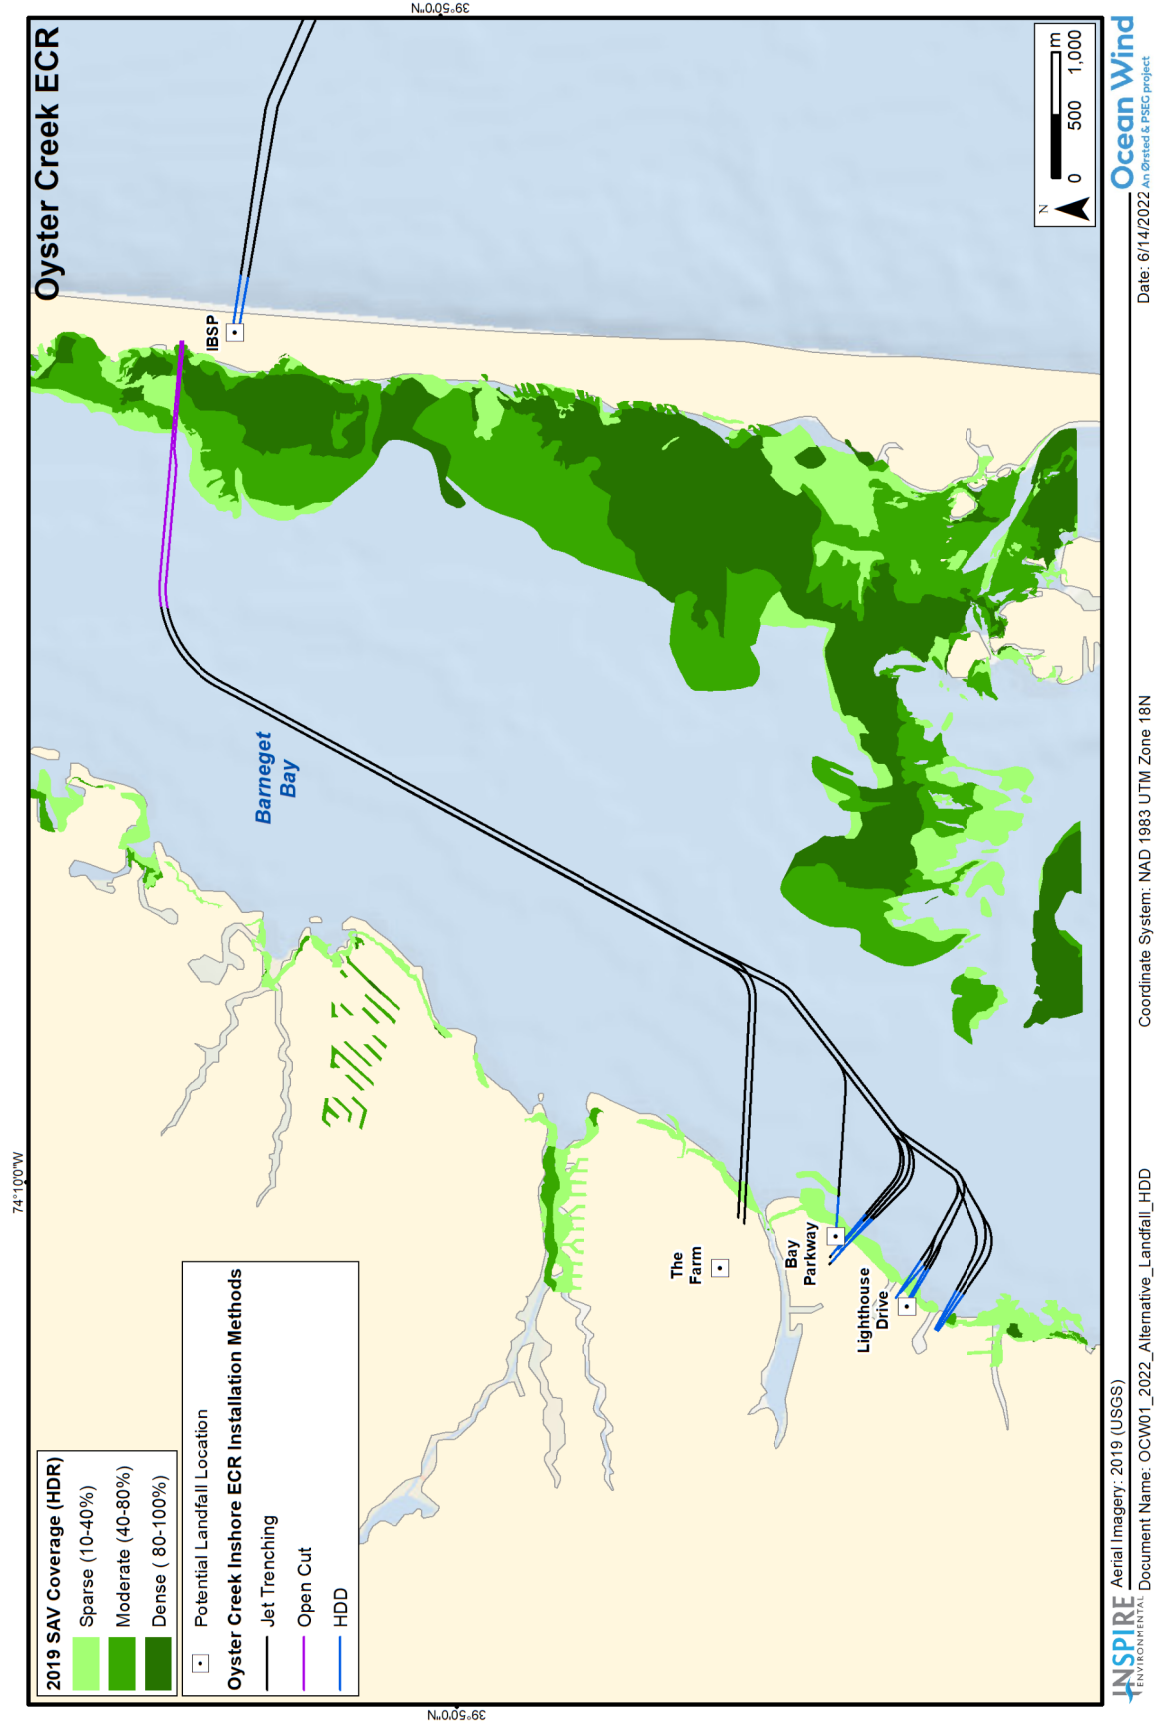 Oyster Creek ECR
39°50'0"N
39°50'0"N
74°10'0"W
2019 SAV Coverage (HDR)
Sparse (10-40%)
Moderate (40-80%)
Dense ( 80-100%)
Potential Landfall Location
Oyster Creek Inshore ECR Installation Methods
Jet Trenching
Open Cut
HDD
Barneget
Bay
IBSP
The
Farm
Bay
Parkway
Lighthouse
Drive
N
0 500 1,000 m
INSPIRE
ENVIRONMENTAL
Aerial Imagery: 2019 (USGS)
Document Name: OCW01_2022_Alternative_Landfall_HDD
Coordinate System: NAD 1983 UTM Zone 18N
Date: 6/14/2022
Ocean Wind
An Ørsted & PSEG project